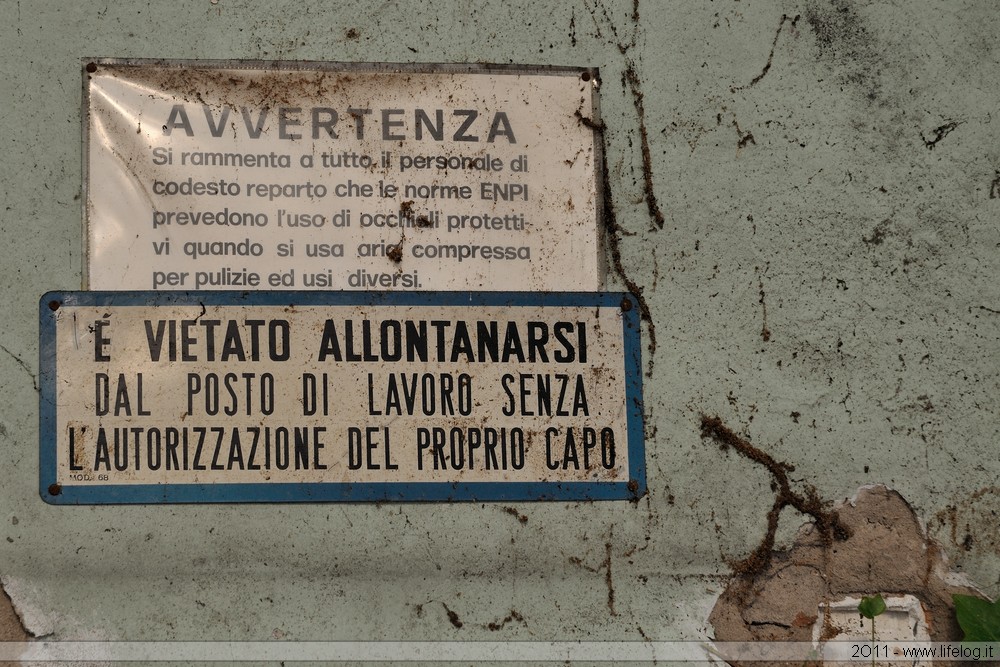 AVVERTENZA
Si rammenta a tutto il personale di
codesto reparto che le norme ENPI
prevedono l'uso di occhiali protetti-
vi quando si usa aria compressa
per pulizie ed usi diversi.
É VIETATO ALLONTANARSI
DAL POSTO DI LAVORO SENZA
L'AUTORIZZAZIONE DEL PROPRIO CAPO
MOD. 68
2011 - www.lifelog.it